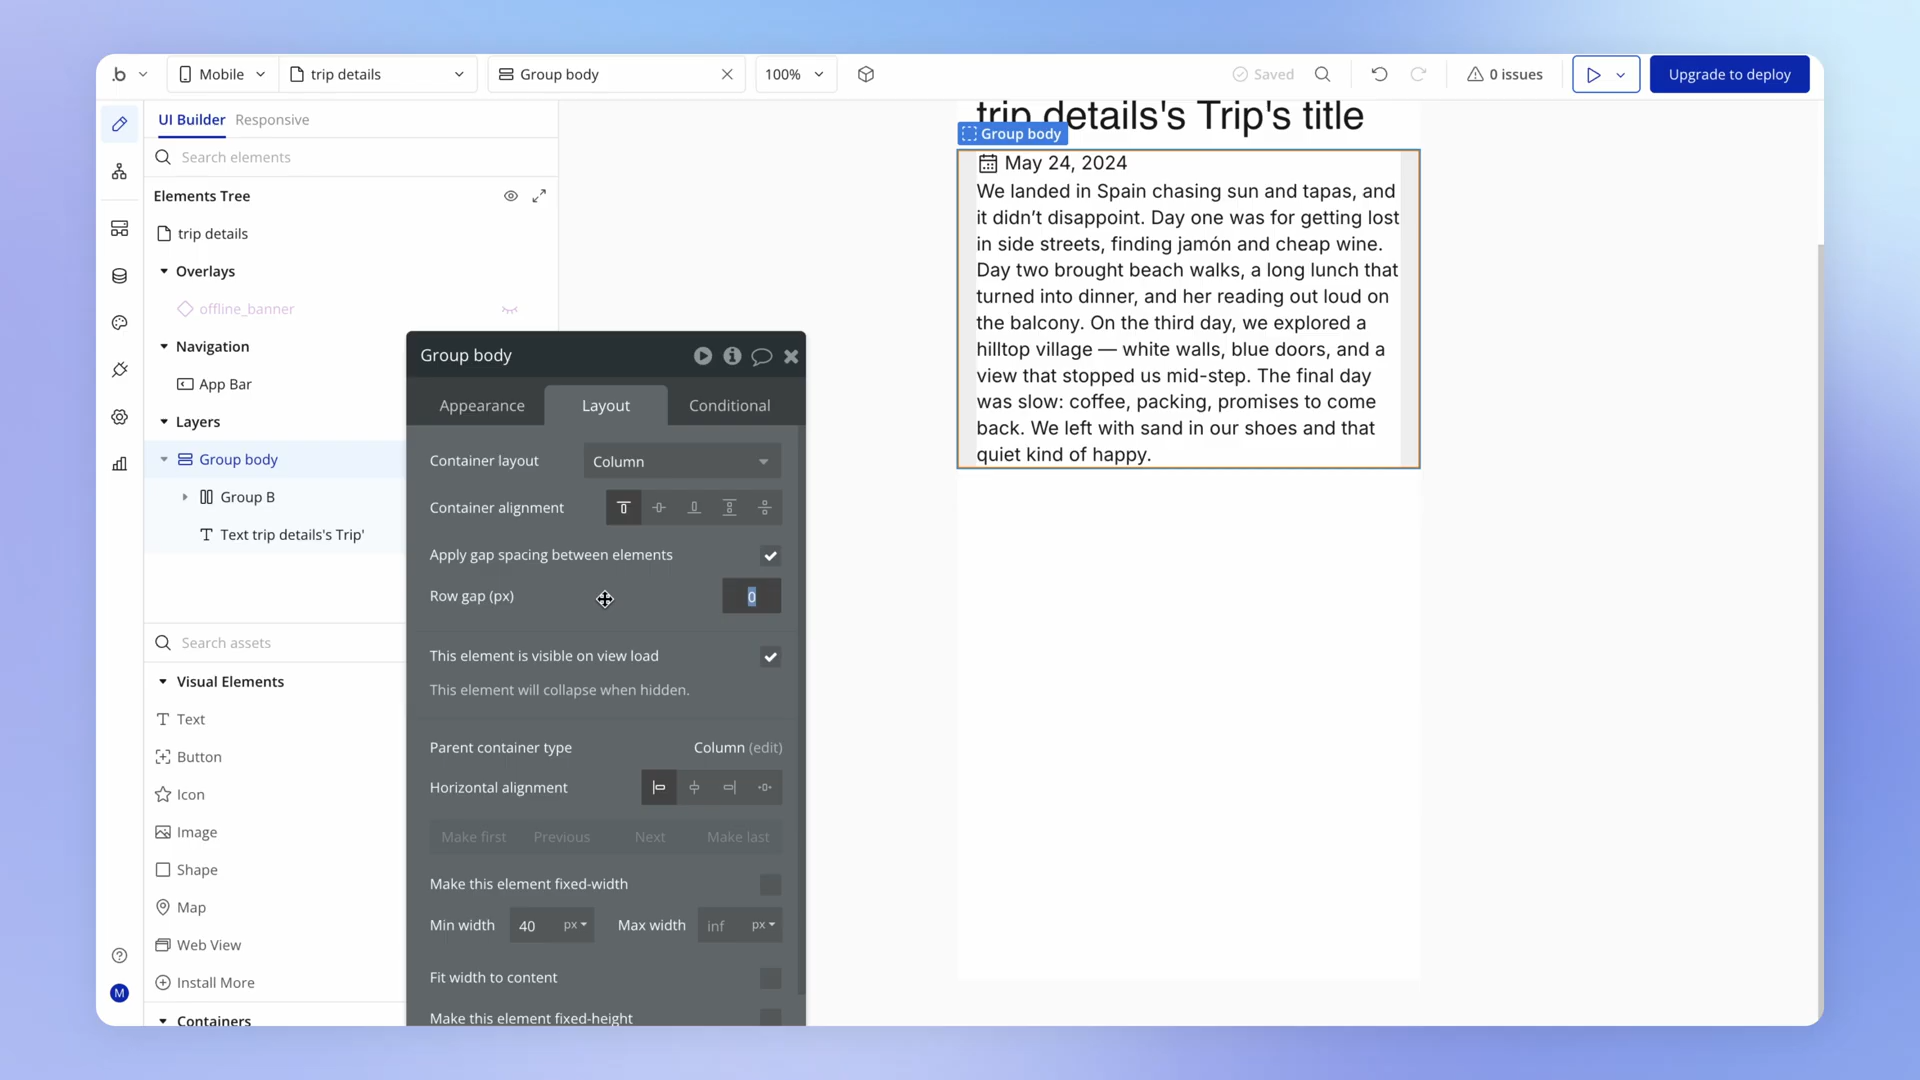 .b
Mobile
trip details
Group body
100%
Saved
0 issues
Upgrade to deploy
UI Builder
Responsive
Search elements
Elements Tree
trip details
Overlays
offline_banner
Navigation
App Bar
Layers
Group body
Group B
Text trip details's Trip'
Search assets
Visual Elements
Text
Button
Icon
Image
Shape
Map
Web View
Install More
Containers
M
Group body
Appearance
Layout
Conditional
Container layout
Column
Container alignment
Apply gap spacing between elements
Row gap (px)
0
This element is visible on view load
This element will collapse when hidden.
Parent container type
Column (edit)
Horizontal alignment
Make first
Previous
Next
Make last
Make this element fixed-width
Min width
40
px
Max width
inf
px
Fit width to content
Make this element fixed-height
trip details's Trip's title
Group body
May 24, 2024
We landed in Spain chasing sun and tapas, and
it didn’t disappoint. Day one was for getting lost
in side streets, finding jamón and cheap wine.
Day two brought beach walks, a long lunch that
turned into dinner, and her reading out loud on
the balcony. On the third day, we explored a
hilltop village — white walls, blue doors, and a
view that stopped us mid-step. The final day
was slow: coffee, packing, promises to come
back. We left with sand in our shoes and that
quiet kind of happy.